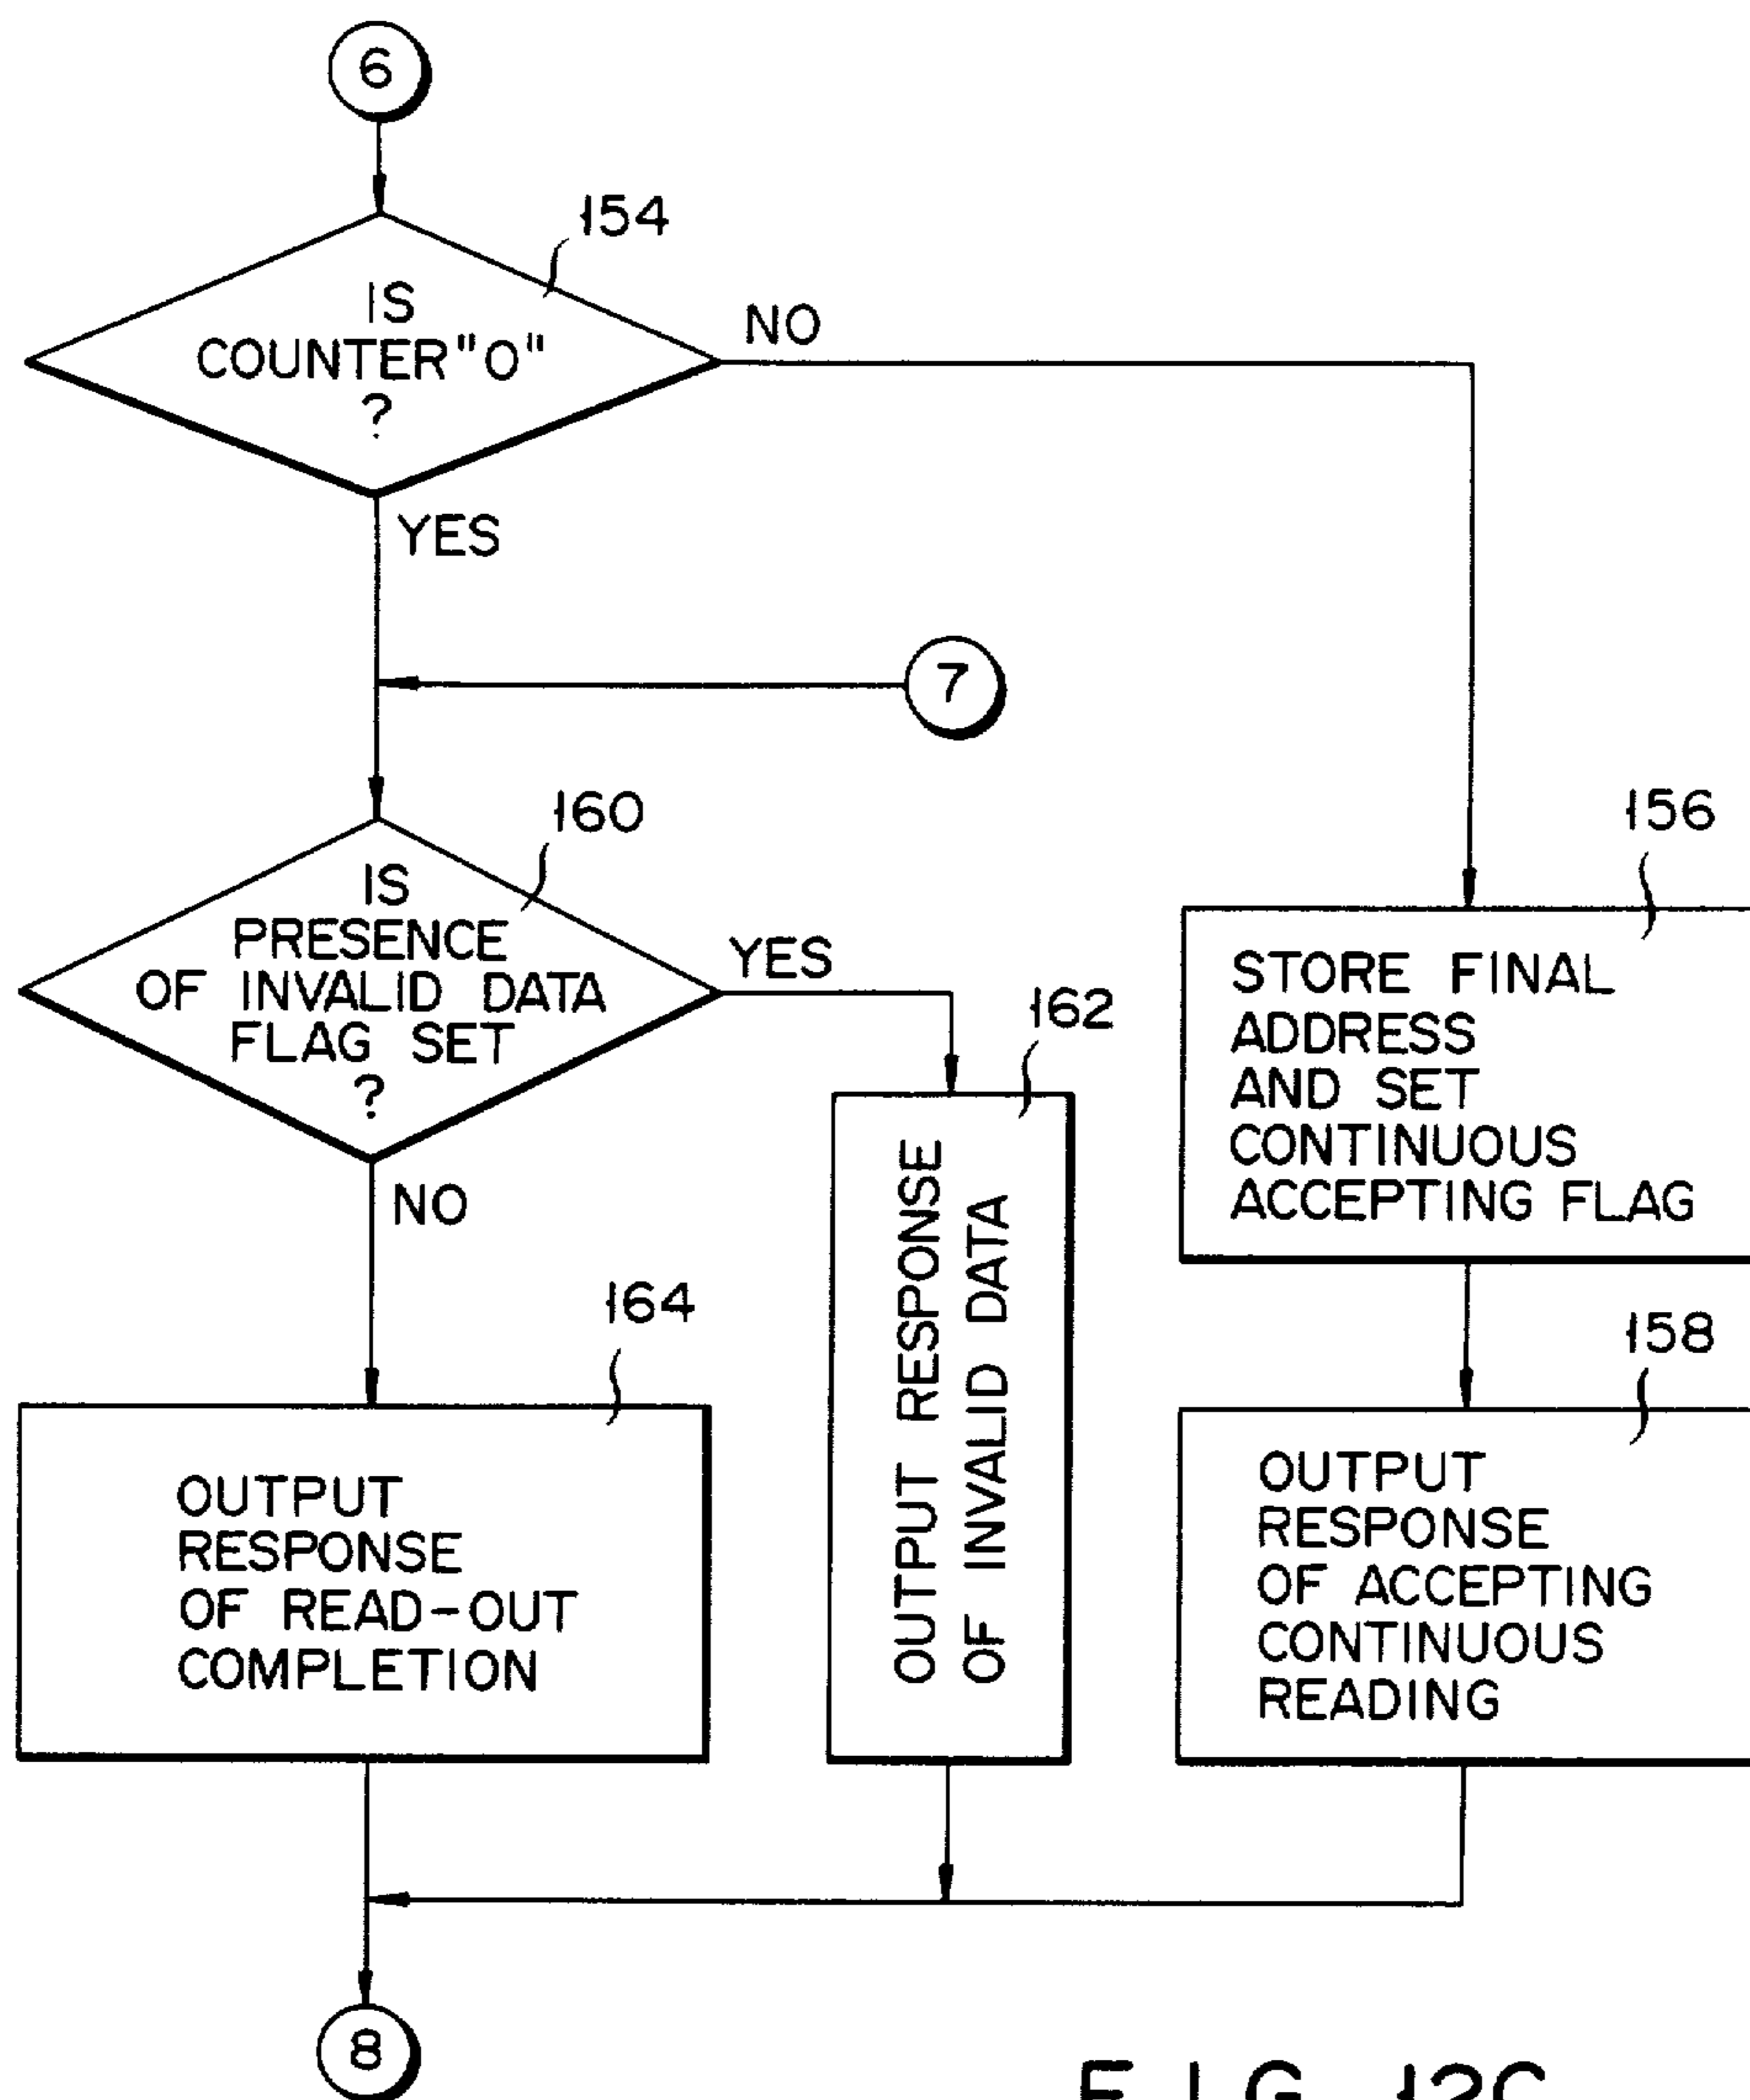 6
154
IS
COUNTER "O"
?
NO
YES
7
160
IS
PRESENCE
OF INVALID DATA
FLAG SET
?
YES
NO
162
OUTPUT RESPONSE
OF INVALID DATA
156
STORE FINAL
ADDRESS
AND SET
CONTINUOUS
ACCEPTING FLAG
164
OUTPUT
RESPONSE
OF READ-OUT
COMPLETION
158
OUTPUT
RESPONSE
OF ACCEPTING
CONTINUOUS
READING
8
FIG. 12C